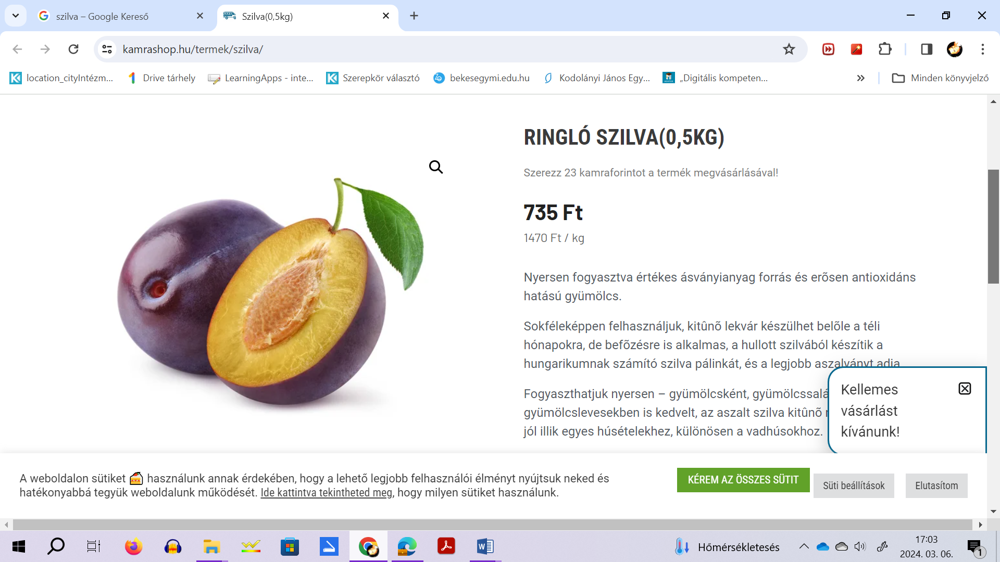 szilva – Google Kereső
Szilva(0,5kg)
kamrashop.hu/termek/szilva/
location_cityIntézm...
Drive tárhely
LearningApps - inte...
Szerepkör választó
bekesegymi.edu.hu
Kodolányi János Egy...
„Digitális kompeten...
Minden könyvjelző
RINGLÓ SZILVA(0,5KG)
Szerezz 23 kamraforintot a termék megvásárlásával!
735 Ft
1470 Ft / kg
Nyersen fogyasztva értékes ásványianyag forrás és erõsen antioxidáns
hatású gyümölcs.
Sokféleképpen felhasználjuk, kitûnõ lekvár készülhet belõle a téli
hónapokra, de befõzésre is alkalmas, a hullott szilvából készítik a
hungarikumnak számító szilva pálinkát, és a legjobb aszalványt adja
Fogyaszthatjuk nyersen – gyümölcsként, gyümölcssalá
gyümölcslevesekben is kedvelt, az aszalt szilva kitûnõ
jól illik egyes húsételekhez, különösen a vadhúsokhoz.
Kellemes
vásárlást
kívánunk!
A weboldalon sütiket használunk annak érdekében, hogy a lehető legjobb felhasználói élményt nyújtsuk neked és
hatékonyabbá tegyük weboldalunk működését. Ide kattintva tekintheted meg, hogy milyen sütiket használunk.
KÉREM AZ ÖSSZES SÜTIT
Süti beállítások
Elutasítom
Hőmérsékletesés
17:03
2024. 03. 06.
1